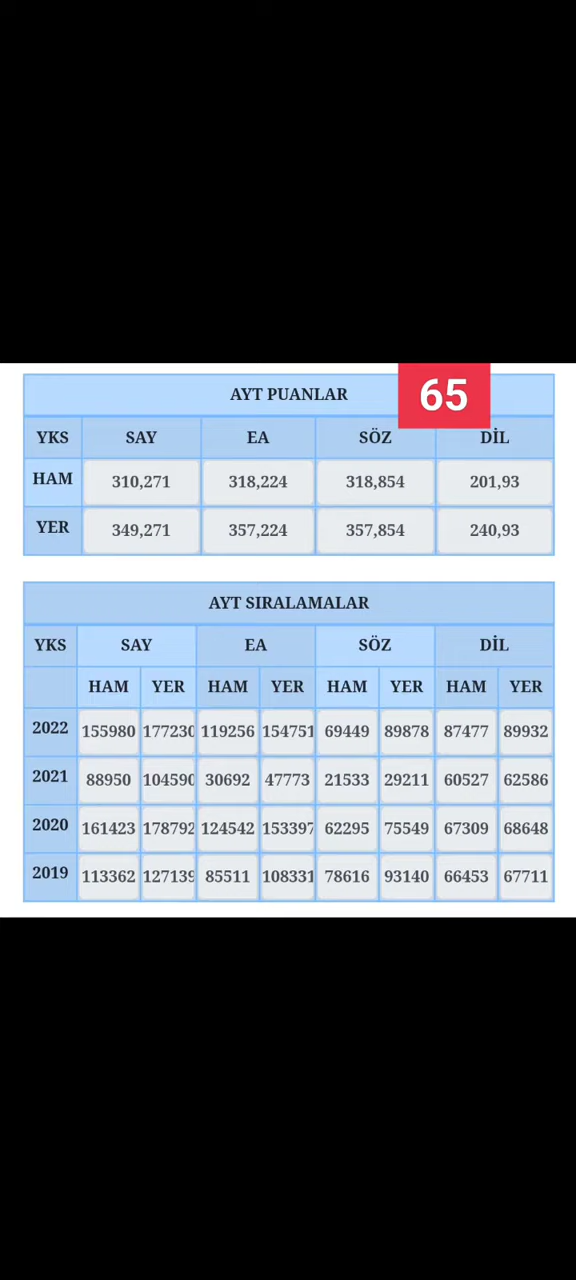 AYT PUANLAR
65
YKS SAY EA SÖZ DİL
HAM 310,271 318,224 318,854 201,93
YER 349,271 357,224 357,854 240,93
AYT SIRALAMALAR
YKS SAY EA SÖZ DİL
HAM YER HAM YER HAM YER HAM YER
2022 155980 177230 119256 154751 69449 89878 87477 89932
2021 88950 104590 30692 47773 21533 29211 60527 62586
2020 161423 178792 124542 153397 62295 75549 67309 68648
2019 113362 127139 85511 108331 78616 93140 66453 67711